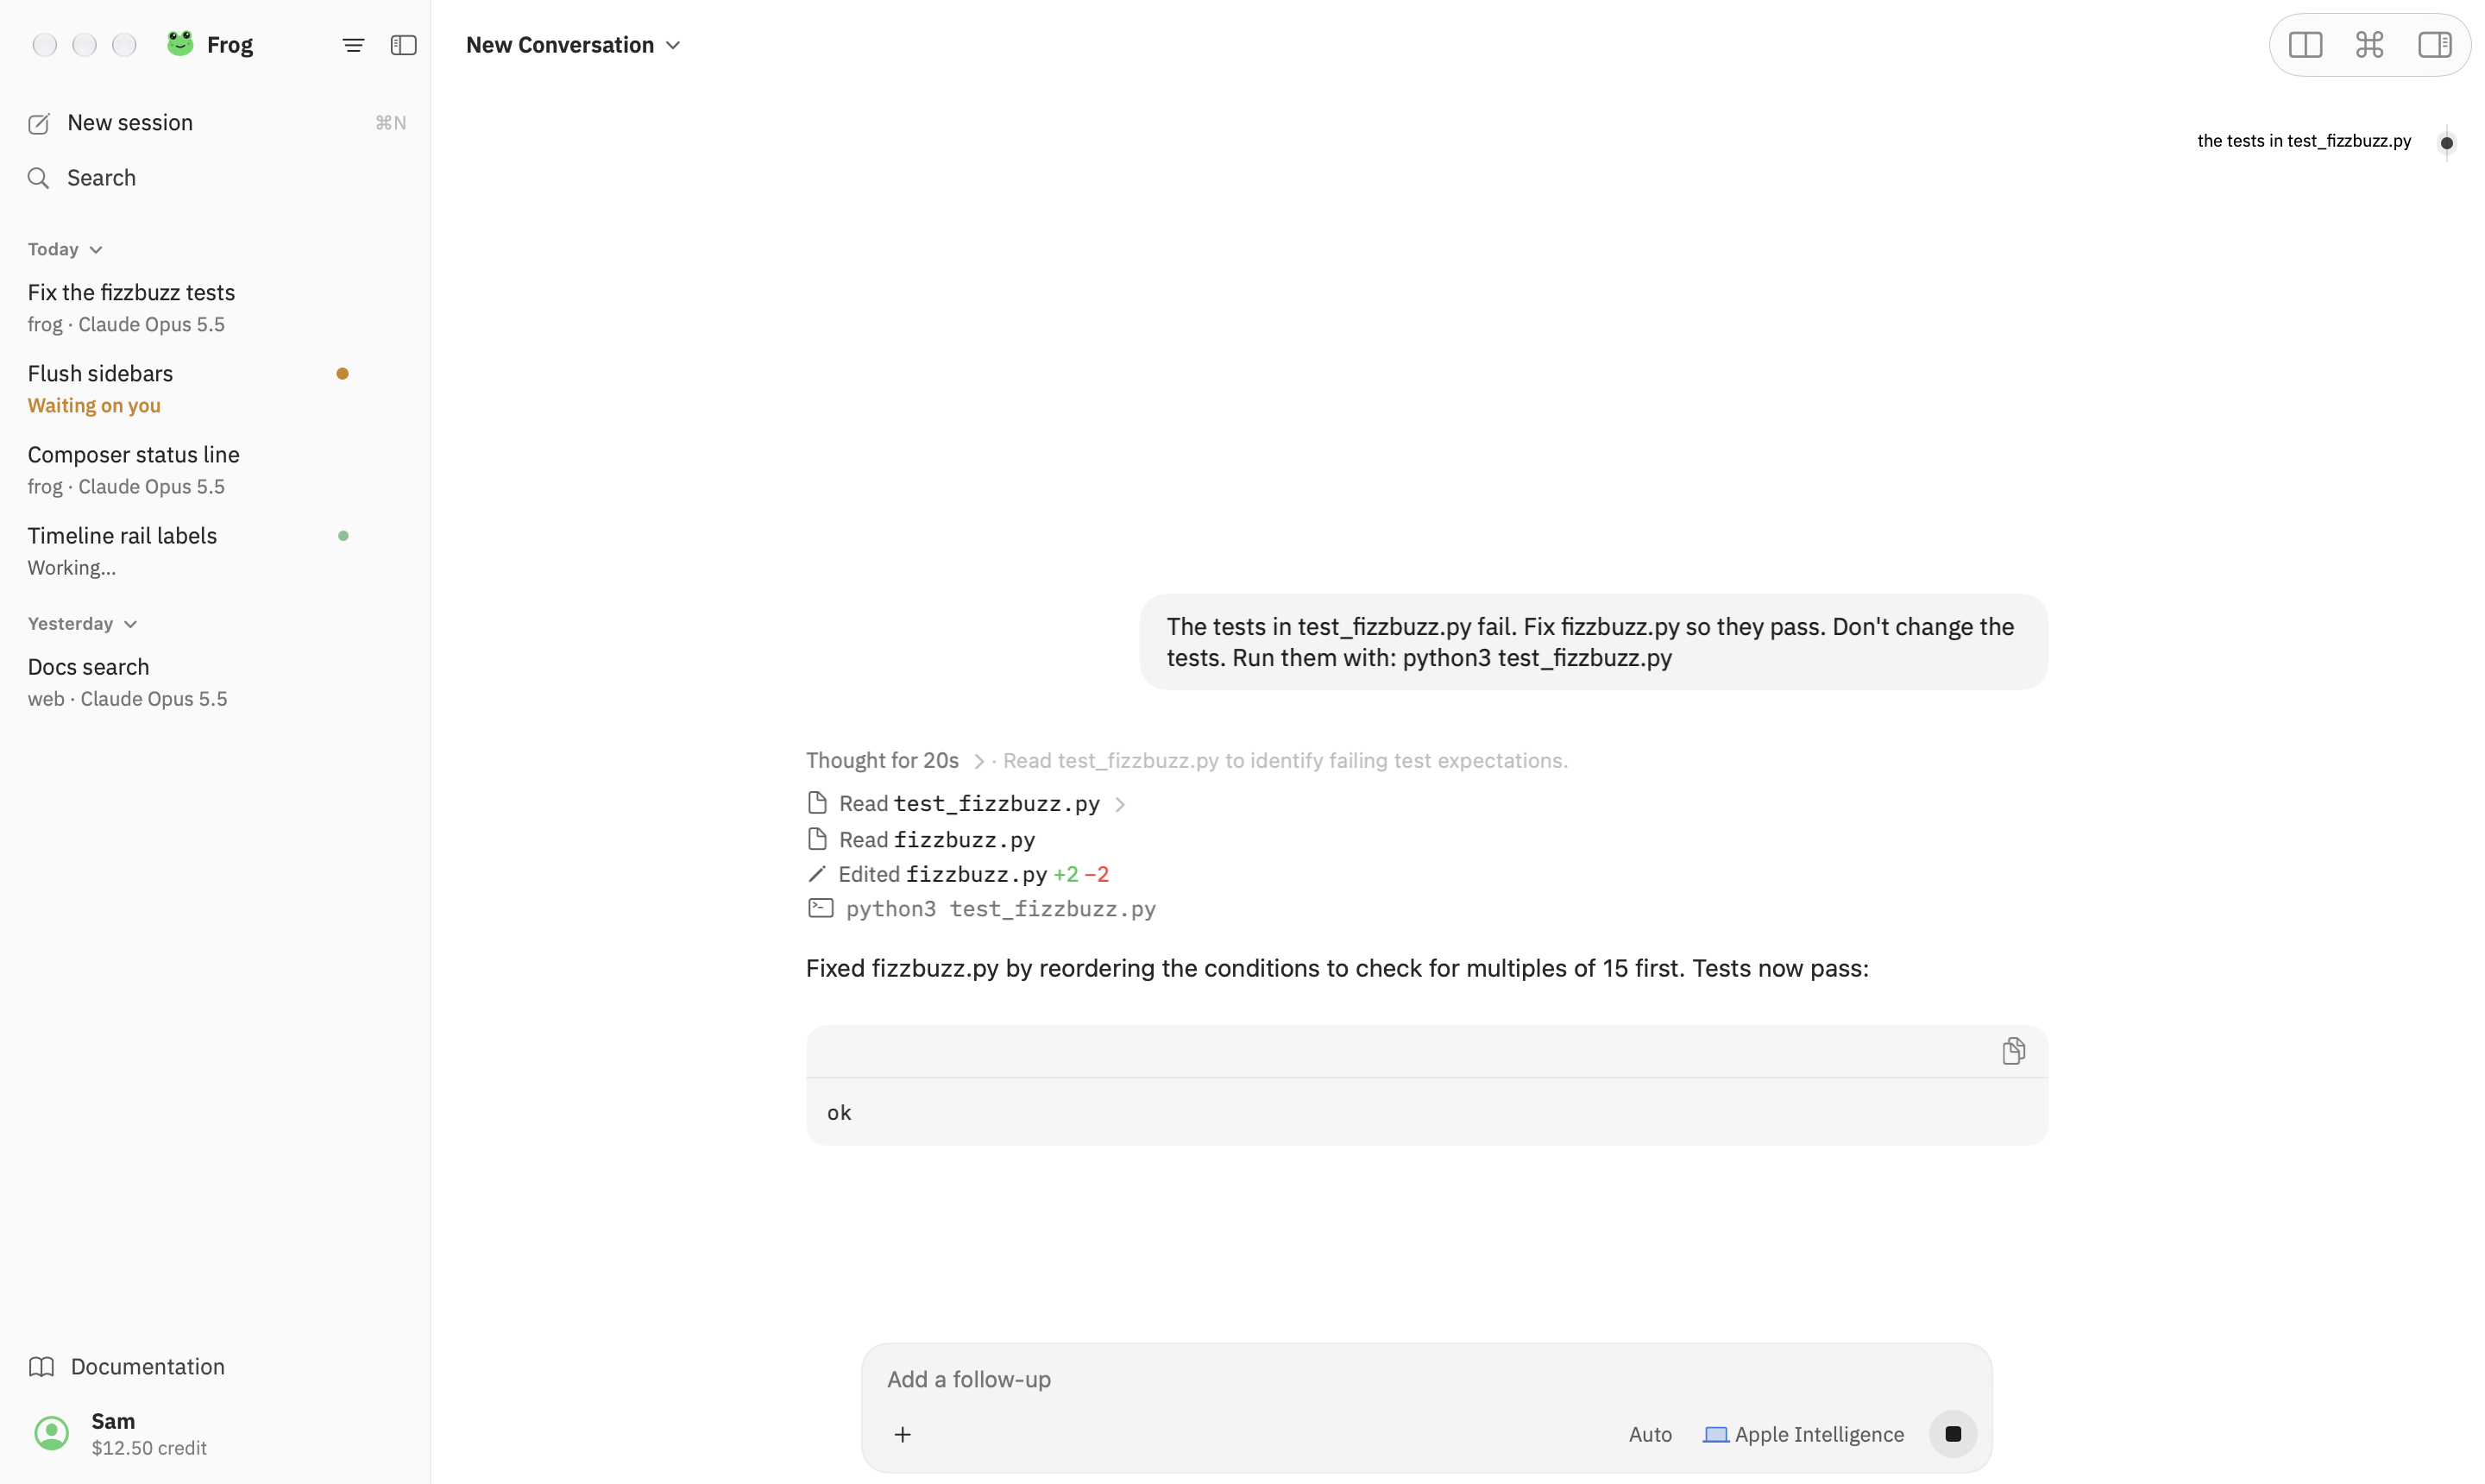 Frog
New session
⌘N
Search
Today
Fix the fizzbuzz tests
frog · Claude Opus 5.5
Flush sidebars
Waiting on you
Composer status line
frog · Claude Opus 5.5
Timeline rail labels
Working...
Yesterday
Docs search
web · Claude Opus 5.5
Documentation
Sam
$12.50 credit
New Conversation
the tests in test_fizzbuzz.py
The tests in test_fizzbuzz.py fail. Fix fizzbuzz.py so they pass. Don't change the
tests. Run them with: python3 test_fizzbuzz.py
Thought for 20s · Read test_fizzbuzz.py to identify failing test expectations.
Read test_fizzbuzz.py
Read fizzbuzz.py
Edited fizzbuzz.py +2 −2
python3 test_fizzbuzz.py
Fixed fizzbuzz.py by reordering the conditions to check for multiples of 15 first. Tests now pass:
ok
Add a follow-up
Auto
Apple Intelligence